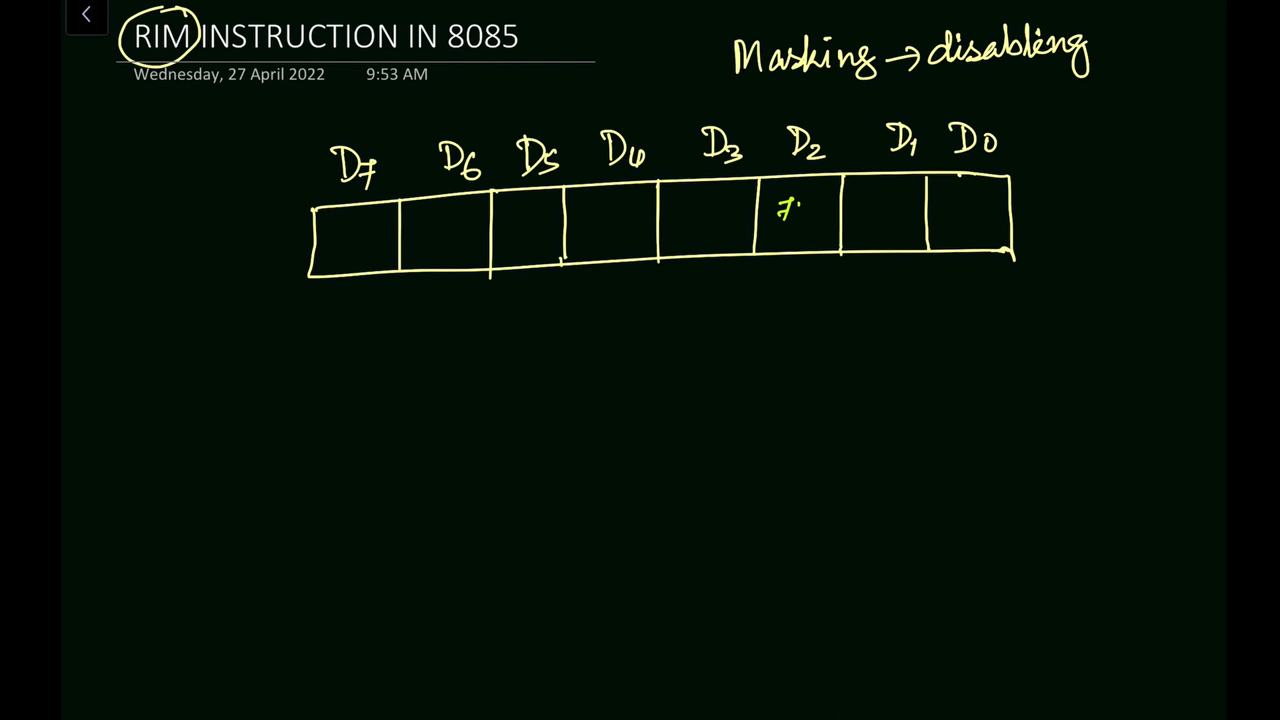 RIM INSTRUCTION IN 8085
Masking → disabling
Wednesday, 27 April 2022 9:53 AM
D7 D6 D5 D4 D3 D2 D1 D0
7.